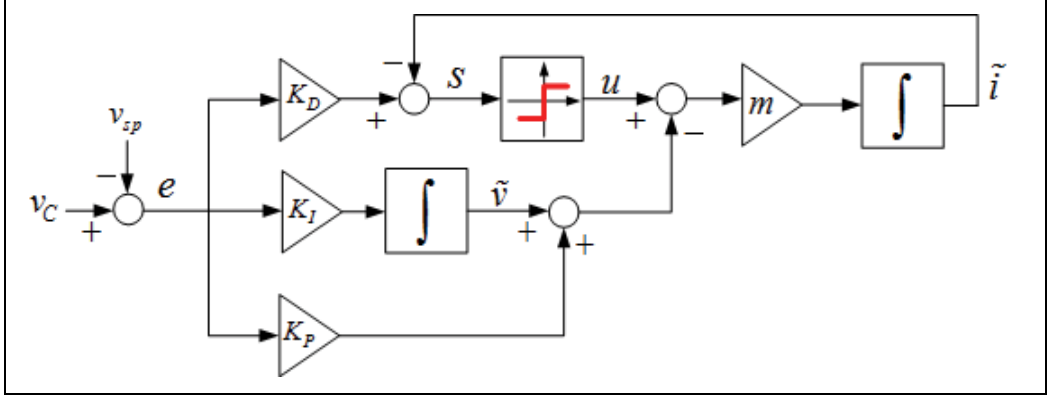 − K_D + s u + − m ∫ ĩ
v_sp − e v_C +
K_I ∫ ṽ + +
K_P